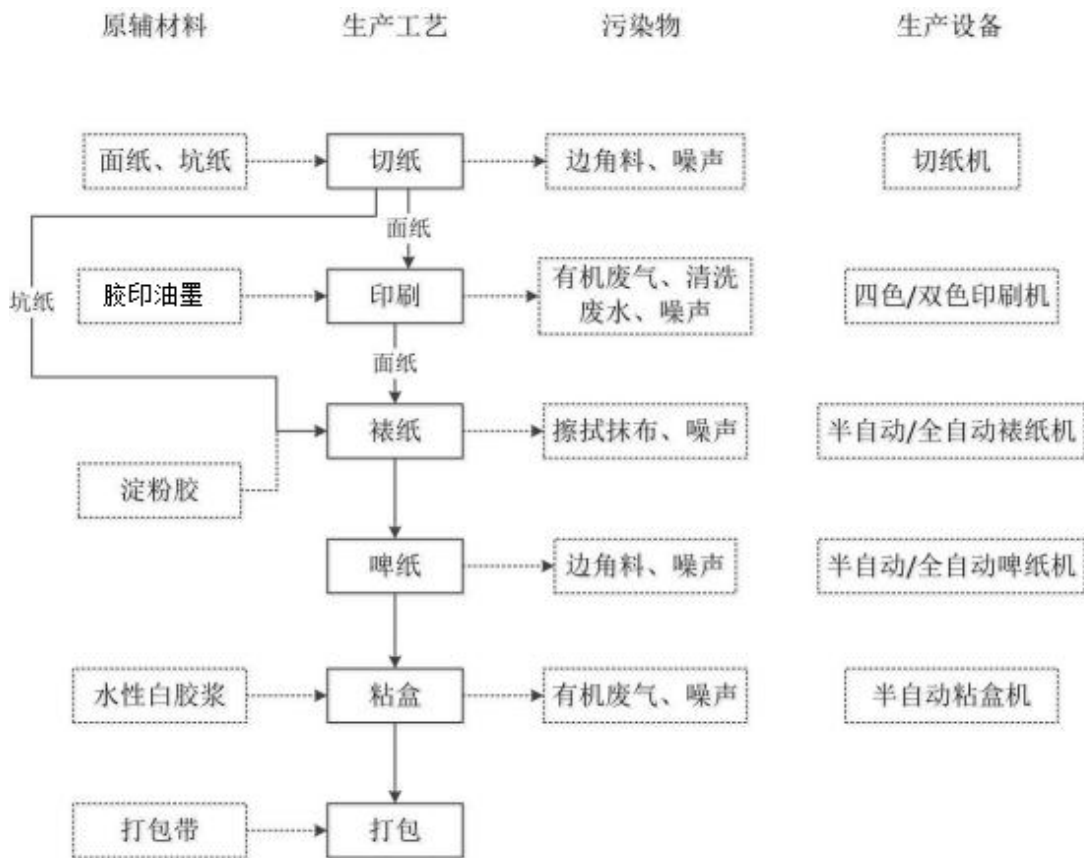 原辅材料 生产工艺 污染物 生产设备
面纸、坑纸 切纸 边角料、噪声 切纸机
面纸
坑纸
胶印油墨 印刷 有机废气、清洗
废水、噪声 四色/双色印刷机
面纸
裱纸 擦拭抹布、噪声 半自动/全自动裱纸机
淀粉胶
啤纸 边角料、噪声 半自动/全自动啤纸机
水性白胶浆 粘盒 有机废气、噪声 半自动粘盒机
打包带 打包